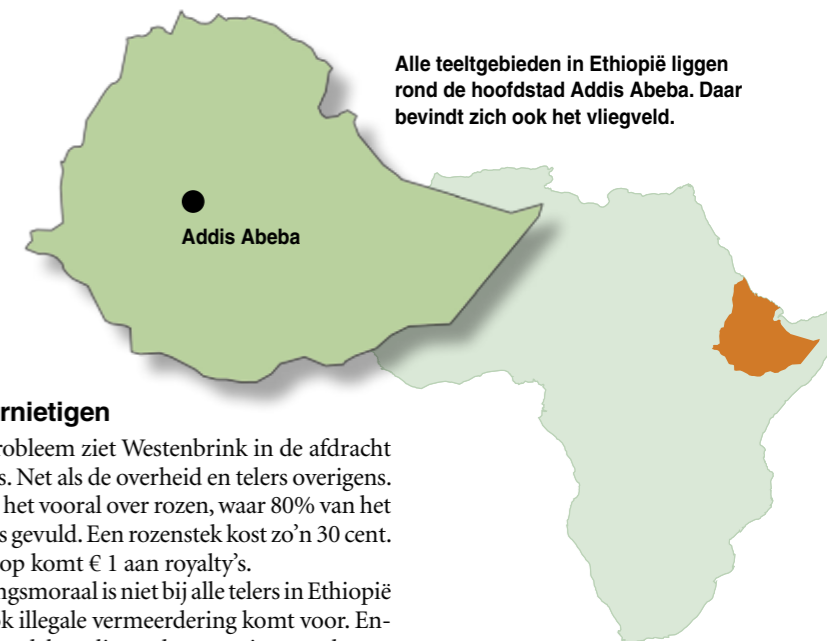 Alle teeltgebieden in Ethiopië liggen
rond de hoofdstad Addis Abeba. Daar
bevindt zich ook het vliegveld.
Addis Abeba
rnietigen
robleem ziet Westenbrink in de afdracht
s. Net als de overheid en telers overigens.
het vooral over rozen, waar 80% van het
s gevuld. Een rozenstek kost zo'n 30 cent.
op komt € 1 aan royalty's.
ngsmoraal is niet bij alle telers in Ethiopië
ok illegale vermeerdering komt voor. En-